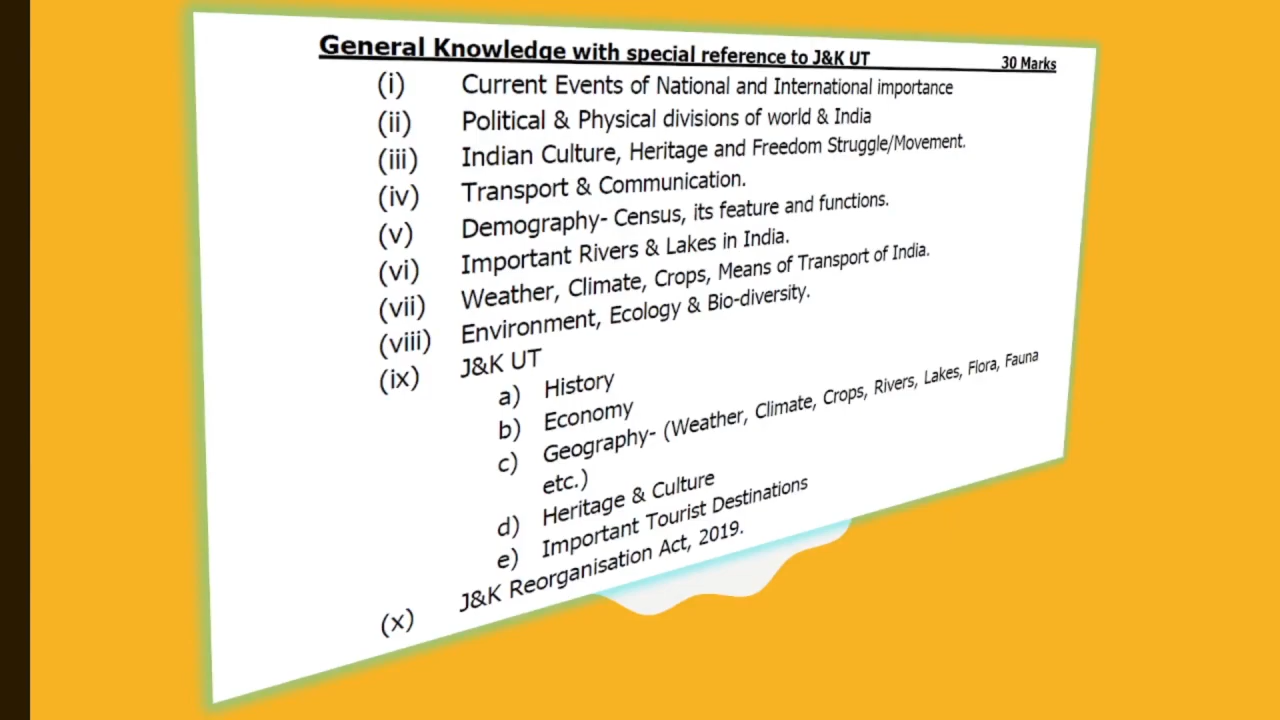 General Knowledge with special reference to J&K UT 30 Marks
(i) Current Events of National and International importance
(ii) Political & Physical divisions of world & India
(iii) Indian Culture, Heritage and Freedom Struggle/Movement.
(iv) Transport & Communication.
(v) Demography- Census, its feature and functions.
(vi) Important Rivers & Lakes in India.
(vii) Weather, Climate, Crops, Means of Transport of India.
(viii) Environment, Ecology & Bio-diversity.
(ix) J&K UT
a) History
b) Economy
c) Geography- (Weather, Climate, Crops, Rivers, Lakes, Flora, Fauna
etc.)
d) Heritage & Culture
e) Important Tourist Destinations
(x) J&K Reorganisation Act, 2019.